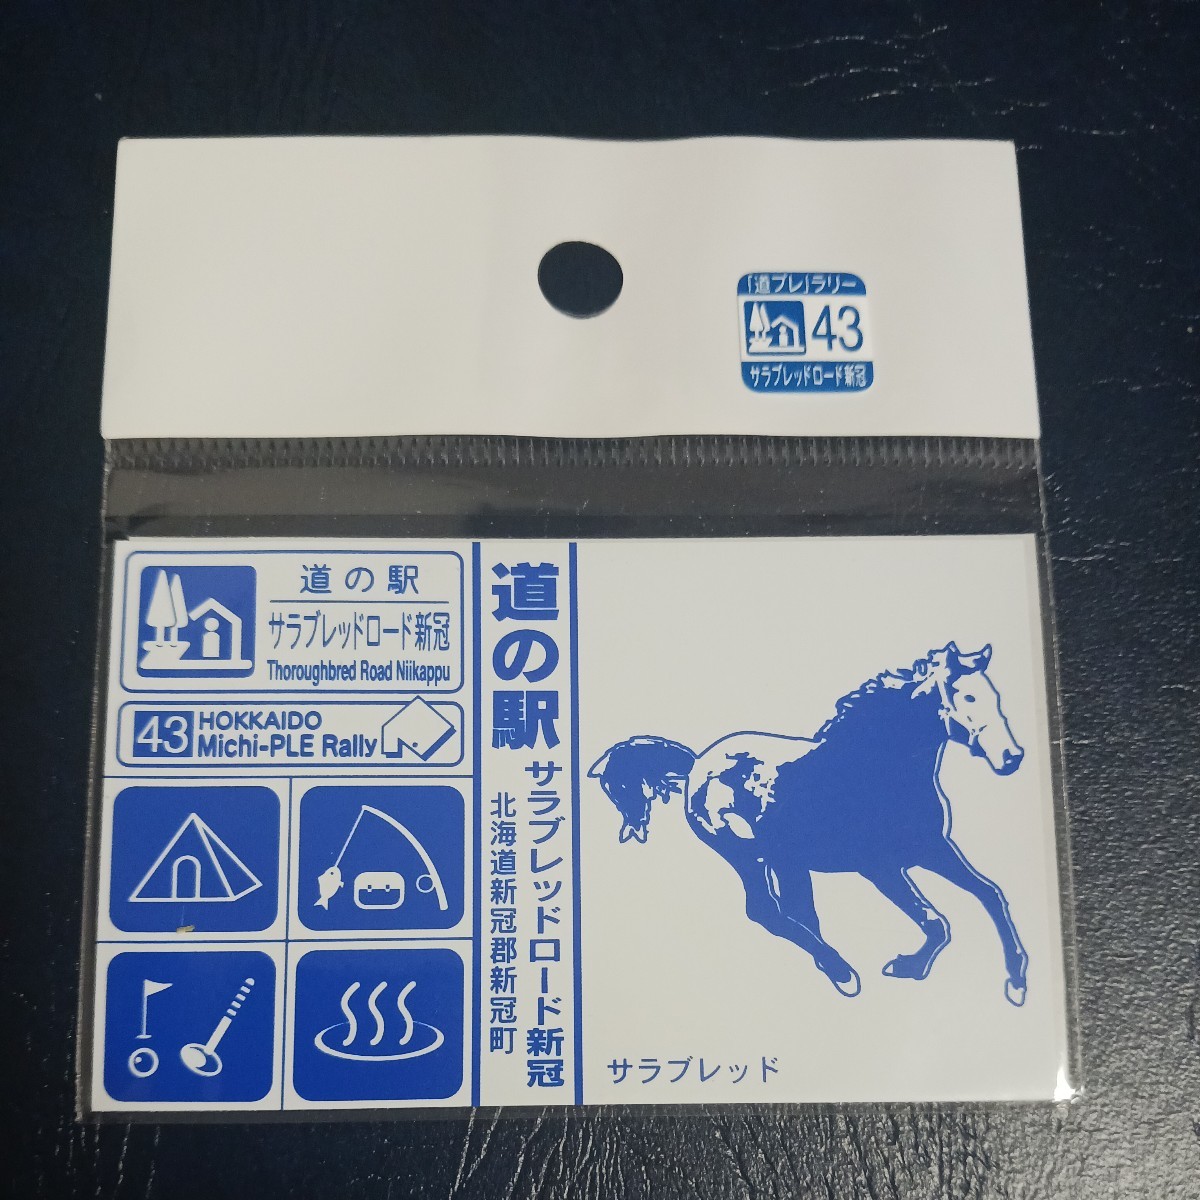 「道プレ」ラリー
43
サラブレッドロード新冠
道の駅
サラブレッドロード新冠
Thoroughbred Road Niikappu
43
HOKKAIDO
Michi-PLE Rally
道の駅 サラブレッドロード新冠
北海道新冠郡新冠町
サラブレッド